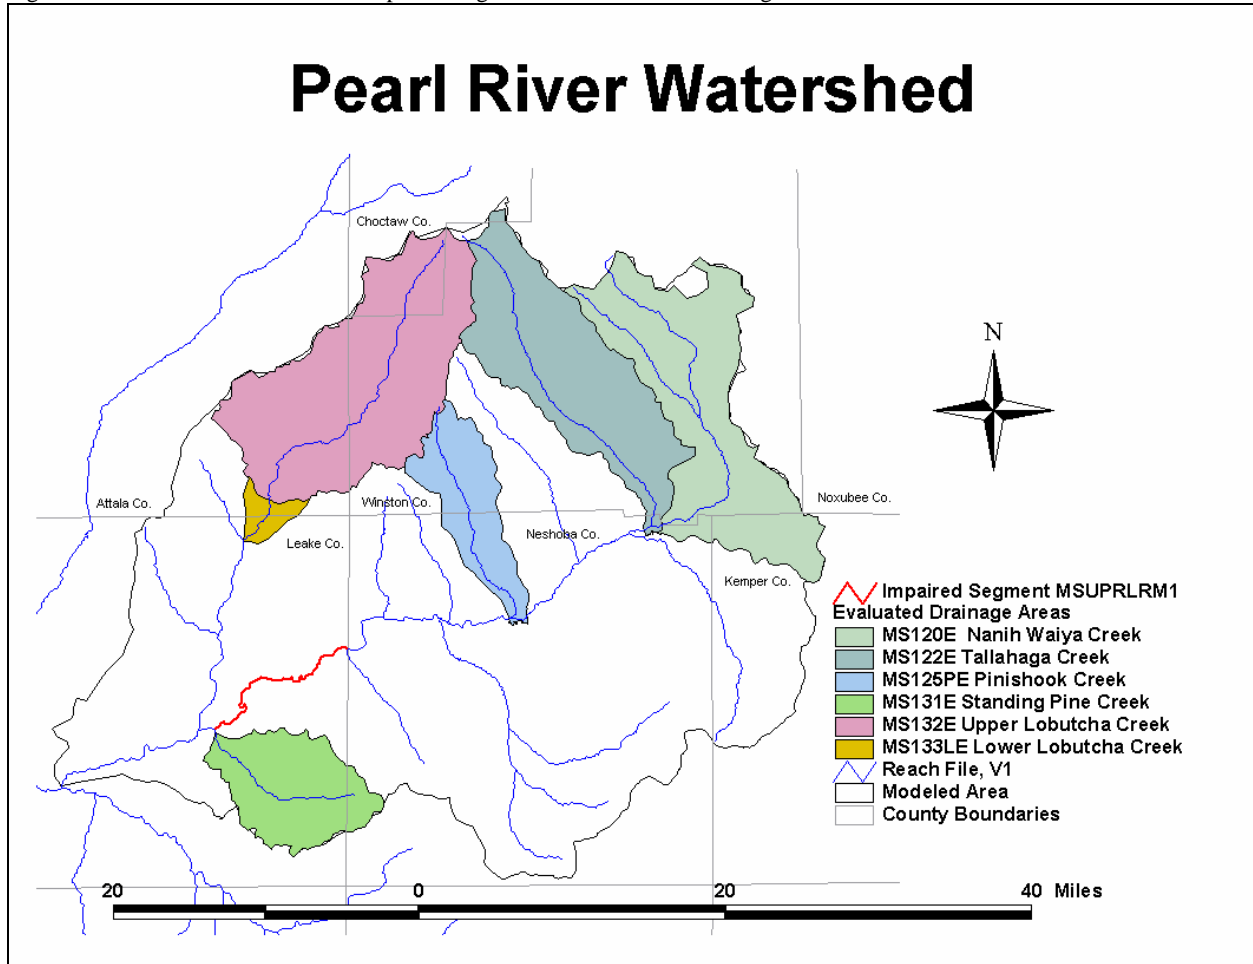 Pearl River Watershed
Choctaw Co.
N
Attala Co.
Winston Co.
Noxubee Co.
Leake Co.
Neshoba Co.
Kemper Co.
Impaired Segment MSUPRLRM1
Evaluated Drainage Areas
MS120E Nanih Waiya Creek
MS122E Tallahaga Creek
MS125PE Pinishook Creek
MS131E Standing Pine Creek
MS132E Upper Lobutcha Creek
MS133LE Lower Lobutcha Creek
Reach File, V1
Modeled Area
County Boundaries
20 0 20 40 Miles